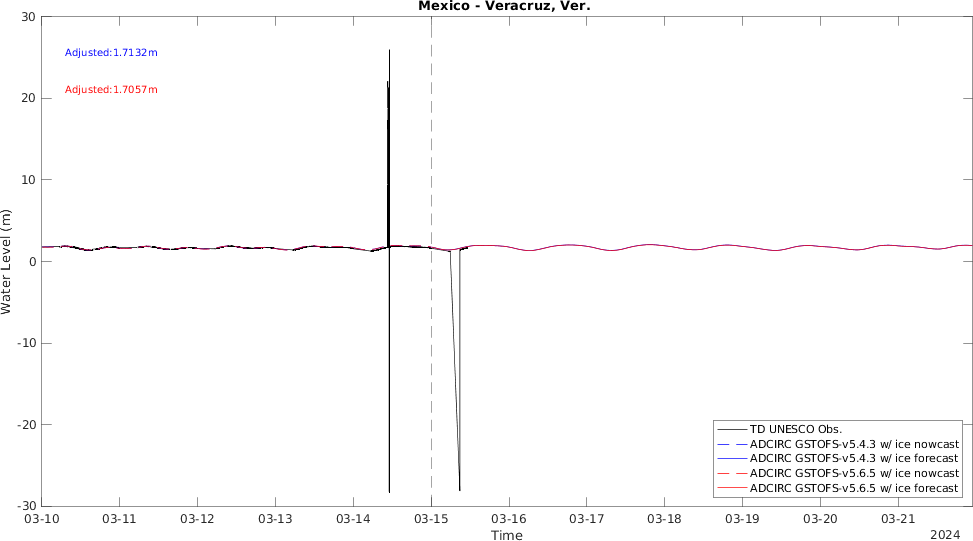 Mexico - Veracruz, Ver.
30
20
10
0
-10
-20
-30
Water Level (m)
Adjusted:1.7132m
Adjusted:1.7057m
TD UNESCO Obs.
ADCIRC GSTOFS-v5.4.3 w/ ice nowcast
ADCIRC GSTOFS-v5.4.3 w/ ice forecast
ADCIRC GSTOFS-v5.6.5 w/ ice nowcast
ADCIRC GSTOFS-v5.6.5 w/ ice forecast
03-10 03-11 03-12 03-13 03-14 03-15 03-16 03-17 03-18 03-19 03-20 03-21
Time
2024